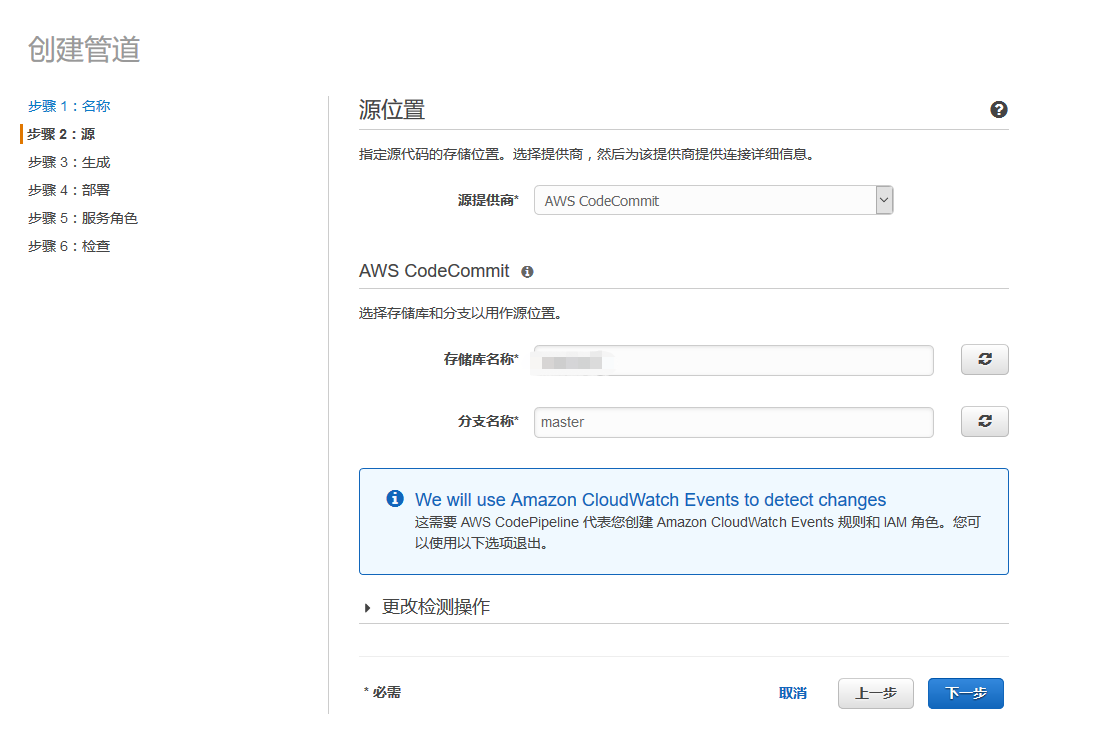 创建管道
步骤 1：名称
步骤 2：源
步骤 3：生成
步骤 4：部署
步骤 5：服务角色
步骤 6：检查
源位置
指定源代码的存储位置。选择提供商，然后为该提供商提供连接详细信息。
源提供商* AWS CodeCommit
AWS CodeCommit
选择存储库和分支以用作源位置。
存储库名称*
分支名称* master
We will use Amazon CloudWatch Events to detect changes
这需要 AWS CodePipeline 代表您创建 Amazon CloudWatch Events 规则和 IAM 角色。您可
以使用以下选项退出。
更改检测操作
* 必需 取消 上一步 下一步